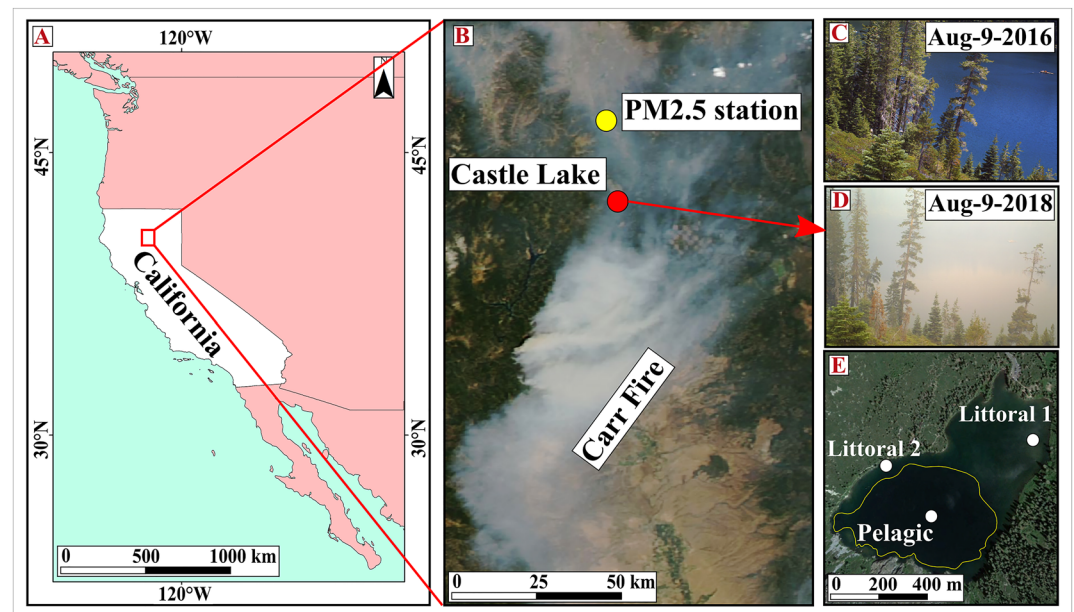 A
120°W
N
45°N
45°N
California
30°N
30°N
0 500 1000 km
120°W
B
PM2.5 station
Castle Lake
Carr Fire
0 25 50 km
C
Aug-9-2016
D
Aug-9-2018
E
Littoral 1
Littoral 2
Pelagic
0 200 400 m